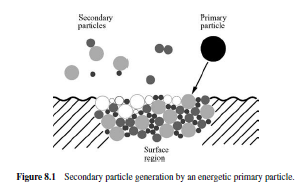 Secondary
particles
Primary
particle
Surface
region
Figure 8.1 Secondary particle generation by an energetic primary particle.